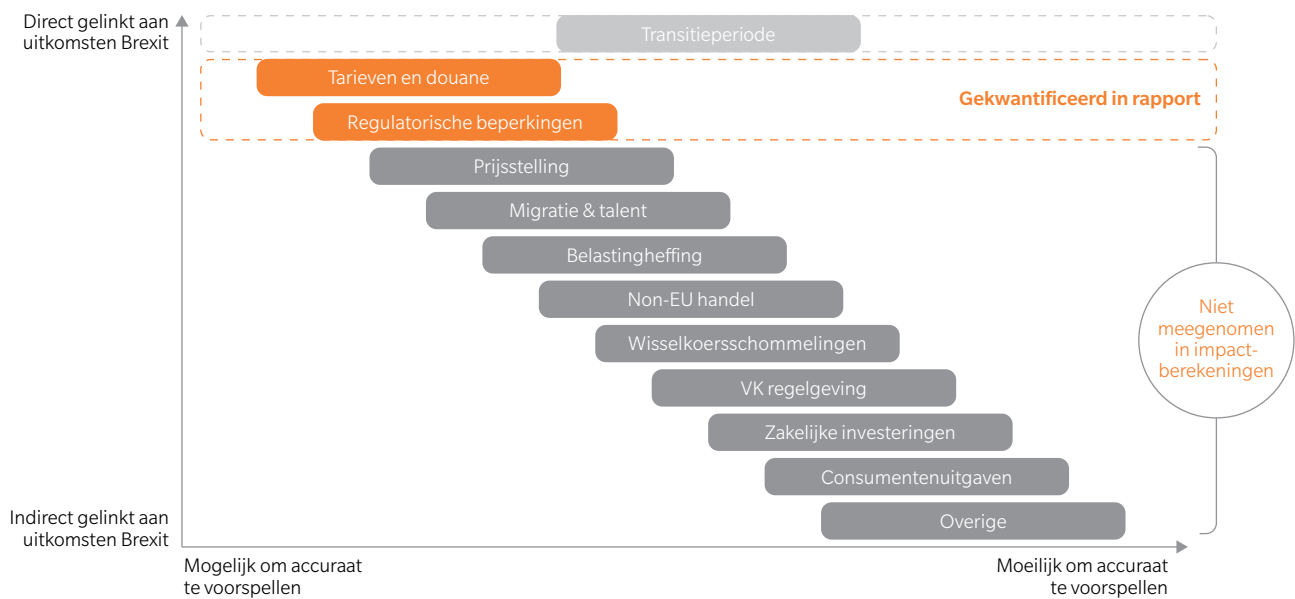 Direct gelinkt aan
uitkomsten Brexit
Transitieperiode
Tarieven en douane
Gekwantificeerd in rapport
Regulatorische beperkingen
Prijsstelling
Migratie & talent
Belastingheffing
Non-EU handel
Wisselkoersschommelingen
VK regelgeving
Zakelijke investeringen
Consumentenuitgaven
Overige
Niet
meegenomen
in impact-
berekeningen
Indirect gelinkt aan
uitkomsten Brexit
Mogelijk om accuraat
te voorspellen
Moeilijk om accuraat
te voorspellen